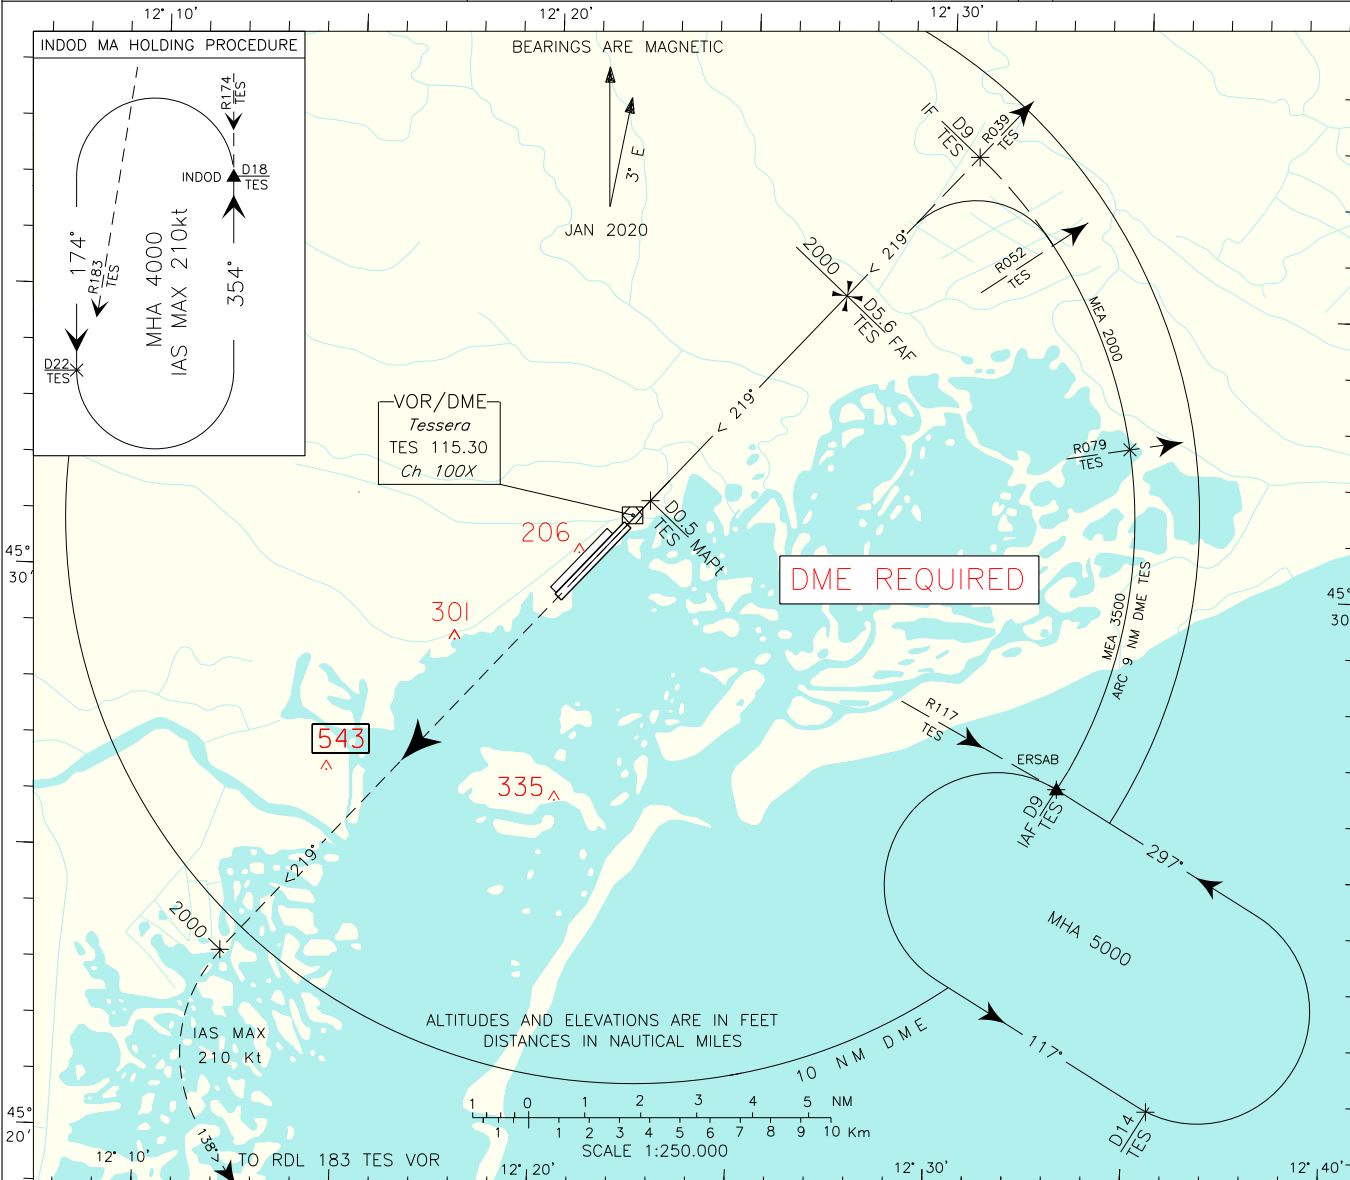 12° 10'
12° 20'
12° 30'
INDOD MA HOLDING PROCEDURE
R174
TES
INDOD
D18
TES
174°
R183
TES
MHA 4000
IAS MAX 210kt
354°
D22
TES
BEARINGS ARE MAGNETIC
3° E
JAN 2020
IF D9
TES
R039
TES
< 219°
2000
D5.6 FAF
TES
R052
TES
MEA 2000
< 219°
VOR/DME
Tessera
TES 115.30
Ch 100X
R079
TES
D0.5 MAPt
TES
206
DME REQUIRED
45°
30'
45°
30
301
MEA 3500
ARC 9 NM DME TES
R117
TES
543
335
ERSAB
IAF D9
TES
297°
<219°
2000
MHA 5000
IAS MAX
210 Kt
ALTITUDES AND ELEVATIONS ARE IN FEET
DISTANCES IN NAUTICAL MILES
10 NM DME
117°
D14
TES
1 0 1 2 3 4 5 NM
1 1 2 3 4 5 6 7 8 9 10 Km
SCALE 1:250.000
45°
20'
138°>
TO RDL 183 TES VOR
12° 10'
12° 20'
12° 30'
12° 40'